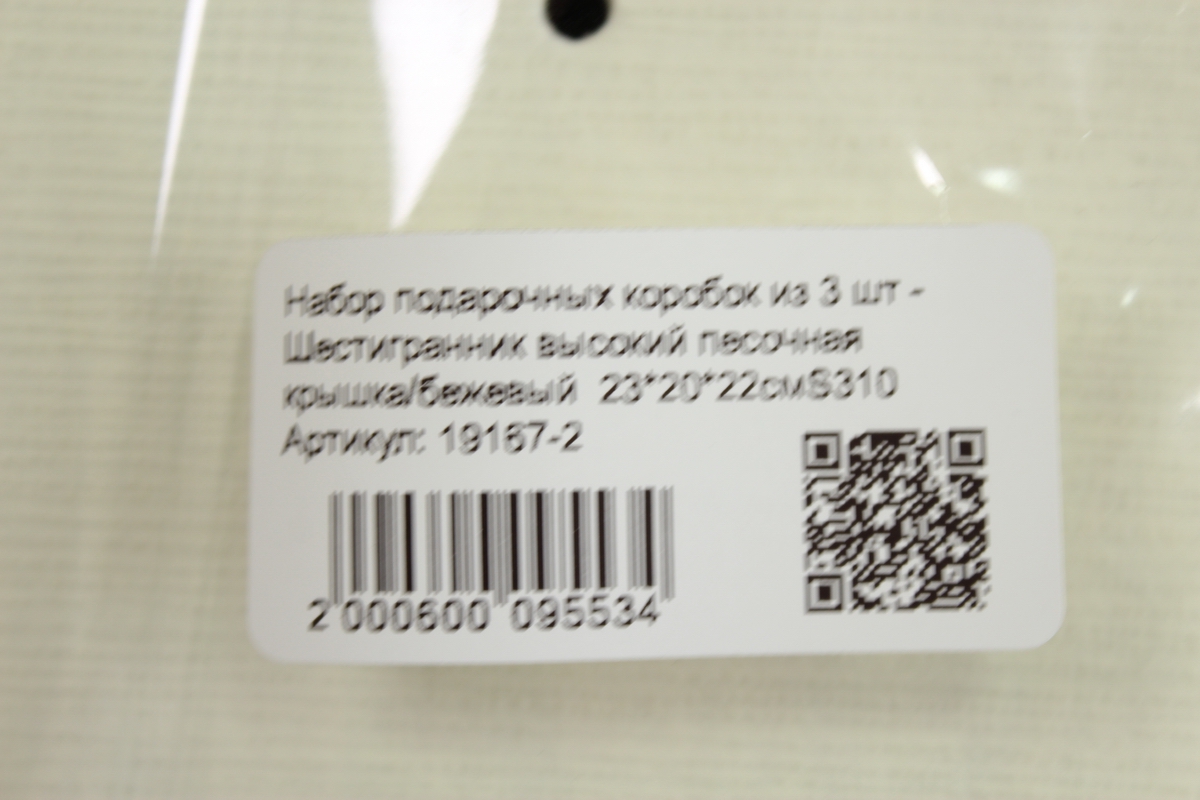 Набор подарочных коробок из 3 шт -
Шестигранник высокий песочная
крышка/бежевый 23*20*22смS310
Артикул: 19167-2
2 000600 095534